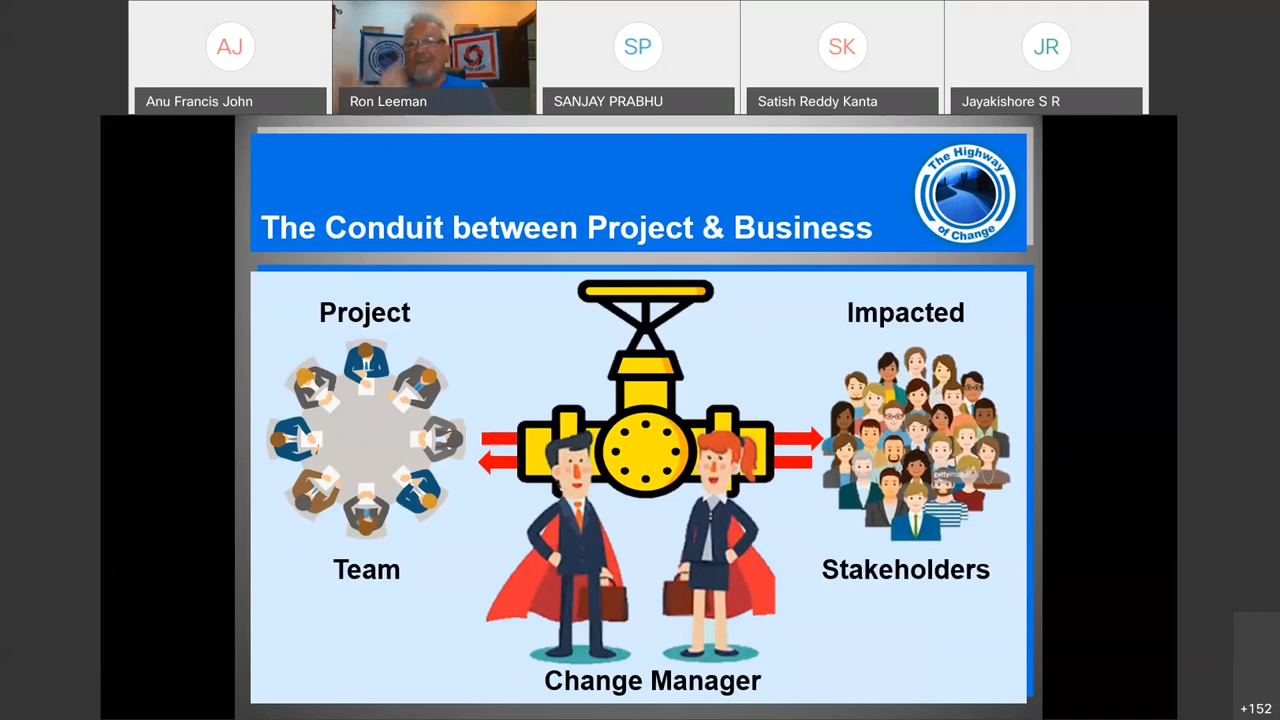 AJ
SP
SK
JR
Anu Francis John
Ron Leeman
SANJAY PRABHU
Satish Reddy Kanta
Jayakishore S R
The Highway
of Change
The Conduit between Project & Business
Project
Impacted
Team
Stakeholders
Change Manager
+152